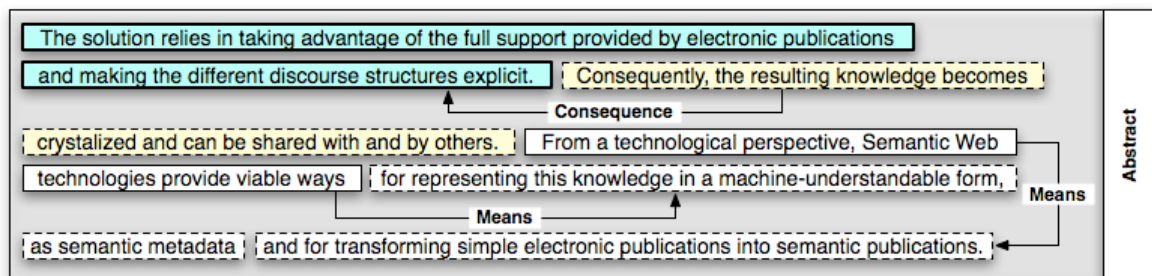 The solution relies in taking advantage of the full support provided by electronic publications
and making the different discourse structures explicit. Consequently, the resulting knowledge becomes
Consequence
crystalized and can be shared with and by others. From a technological perspective, Semantic Web
technologies provide viable ways for representing this knowledge in a machine-understandable form,
Means
Means
as semantic metadata and for transforming simple electronic publications into semantic publications.
Abstract